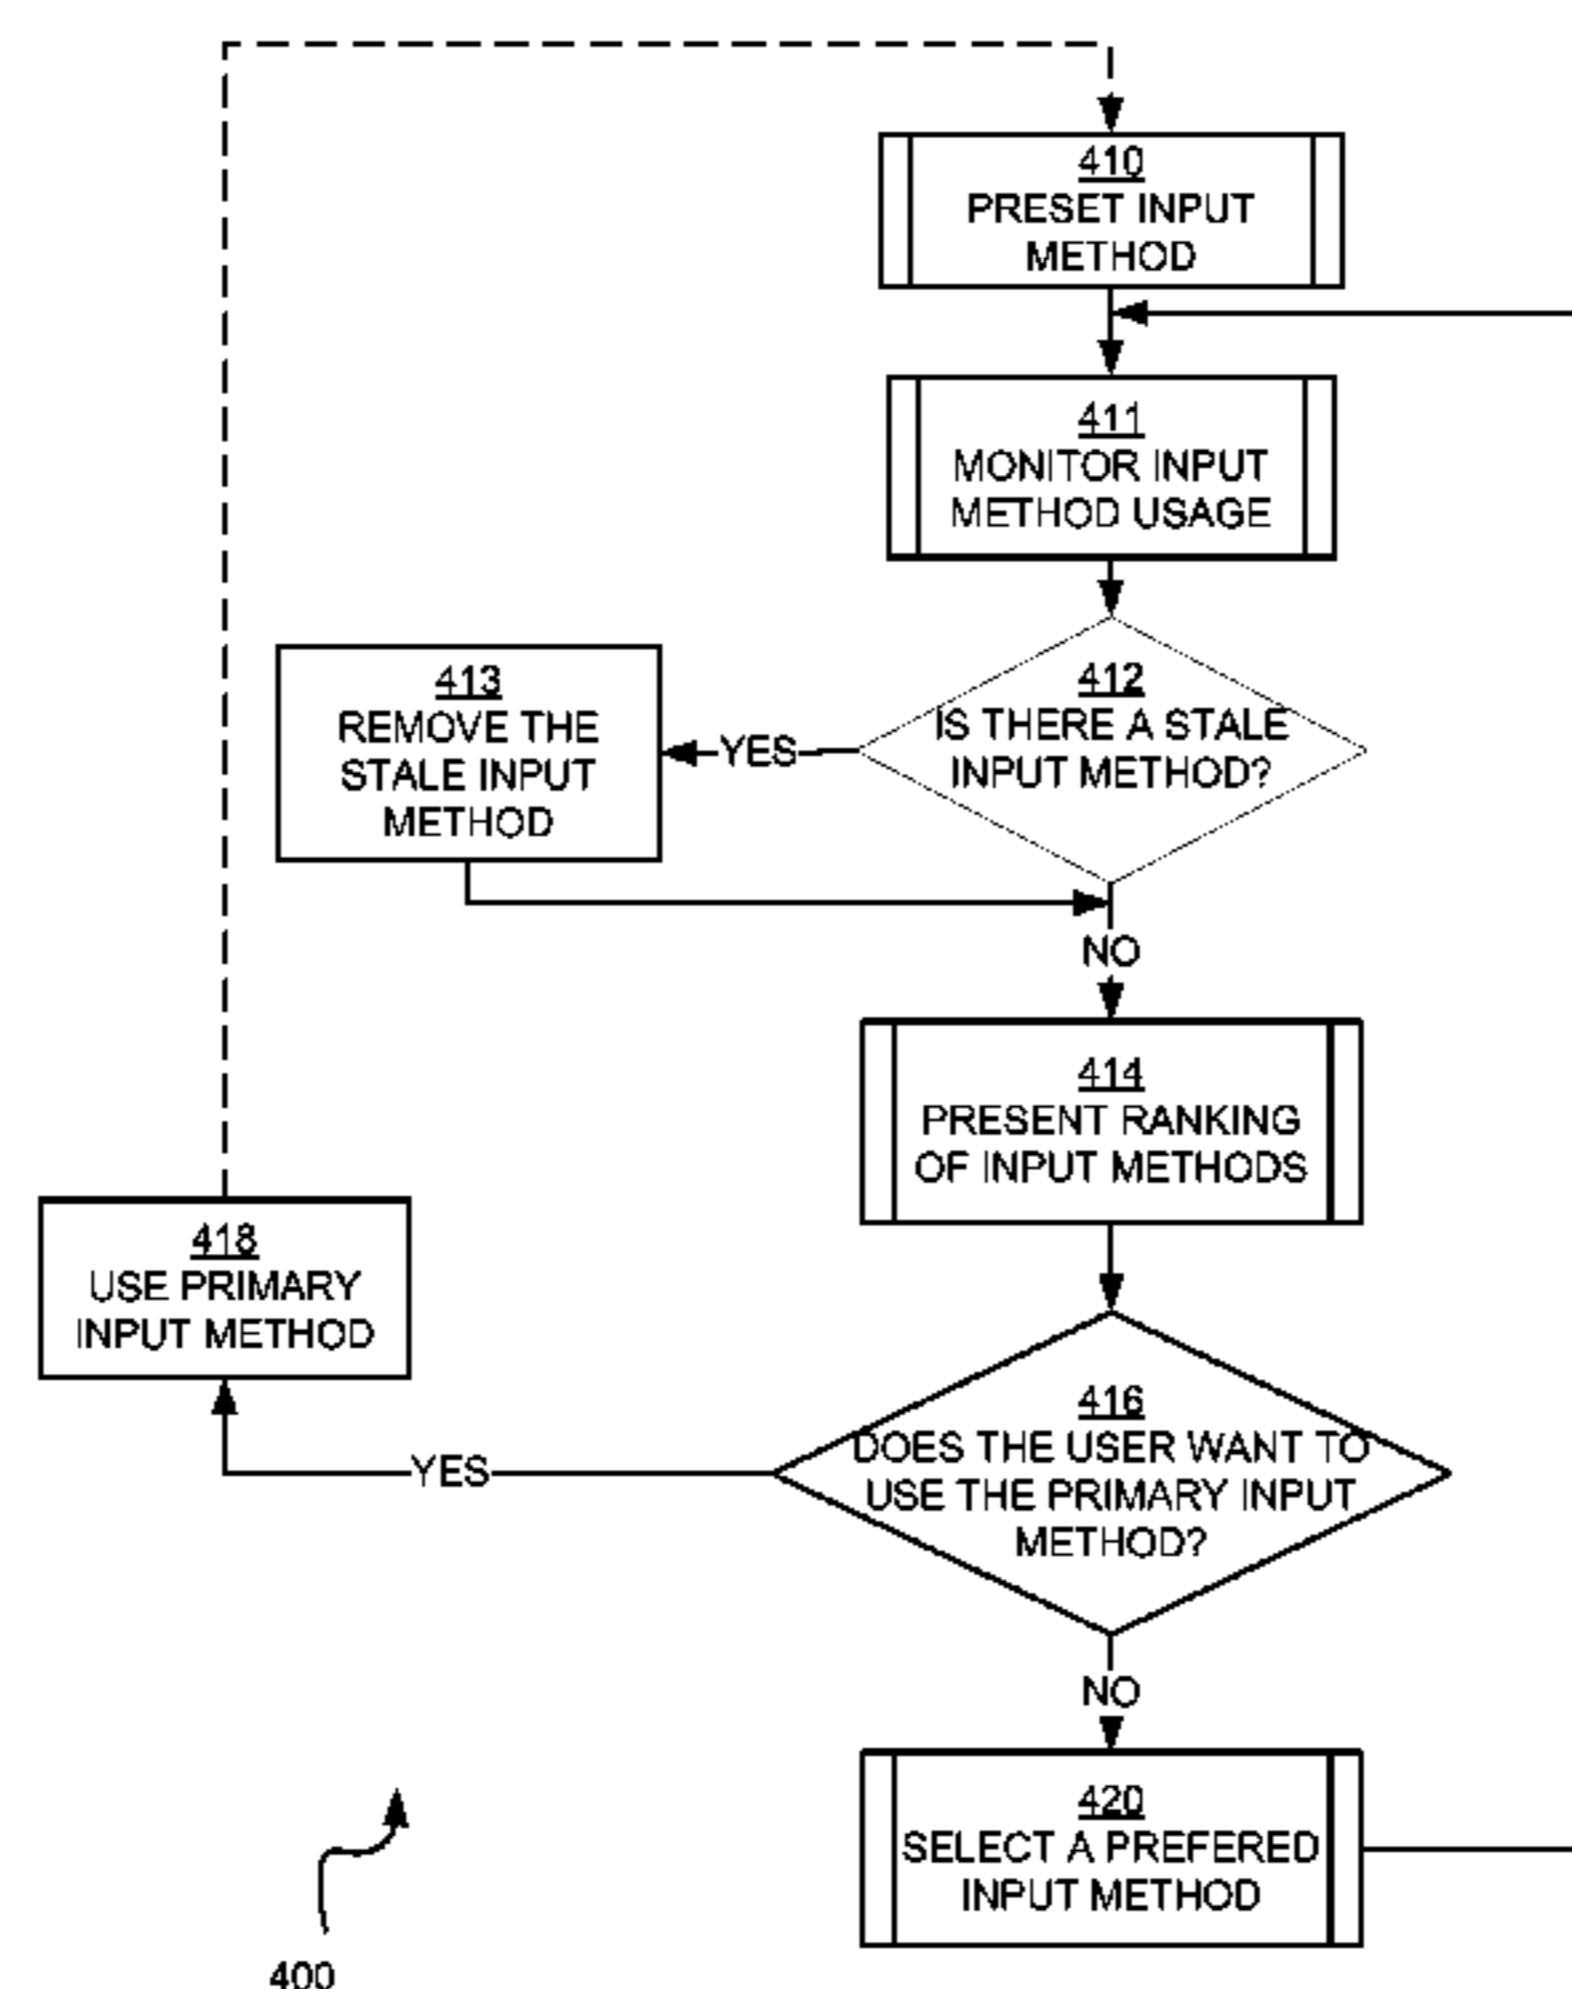 410
PRESET INPUT
METHOD
411
MONITOR INPUT
METHOD USAGE
412
IS THERE A STALE
INPUT METHOD?
YES
413
REMOVE THE
STALE INPUT
METHOD
NO
414
PRESENT RANKING
OF INPUT METHODS
416
DOES THE USER WANT TO
USE THE PRIMARY INPUT
METHOD?
YES
418
USE PRIMARY
INPUT METHOD
NO
420
SELECT A PREFERED
INPUT METHOD
400